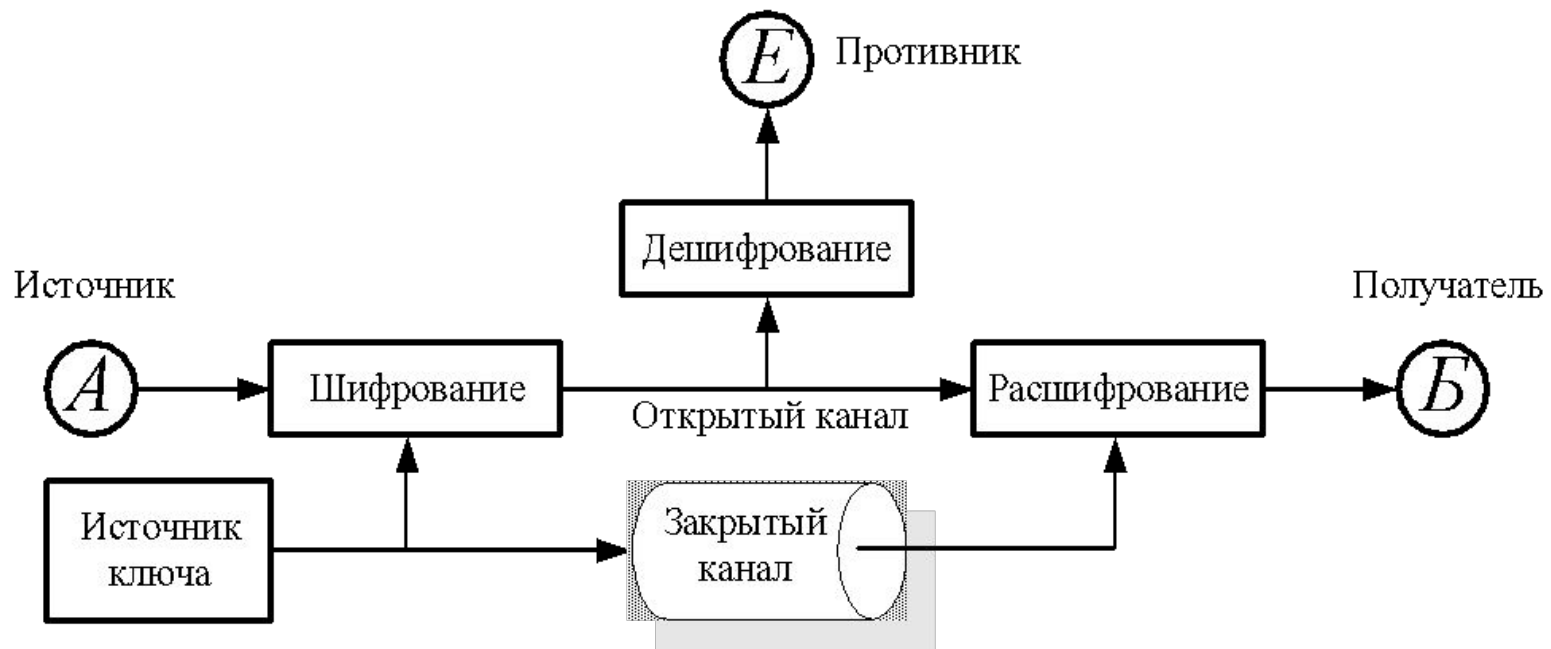 Е Противник
Дешифрование
Источник
Получатель
А
Шифрование
Открытый канал
Расшифрование
Б
Источник
ключа
Закрытый
канал